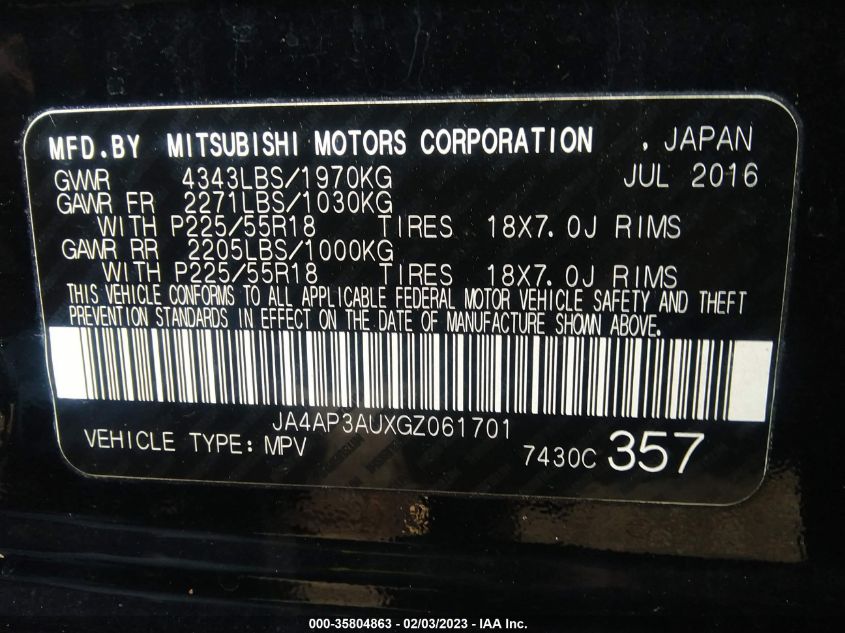 MFD.BY MITSUBISHI MOTORS CORPORATION , JAPAN
GVWR 4343LBS/1970KG JUL 2016
GAWR FR 2271LBS/1030KG
WITH P225/55R18 TIRES 18X7.0J RIMS
GAWR RR 2205LBS/1000KG
WITH P225/55R18 TIRES 18X7.0J RIMS
THIS VEHICLE CONFORMS TO ALL APPLICABLE FEDERAL MOTOR VEHICLE SAFETY AND THEFT
PREVENTION STANDARDS IN EFFECT ON THE DATE OF MANUFACTURE SHOWN ABOVE.
JA4AP3AUXGZ061701
VEHICLE TYPE: MPV 7430C 357
000-35804863 - 02/03/2023 - IAA Inc.